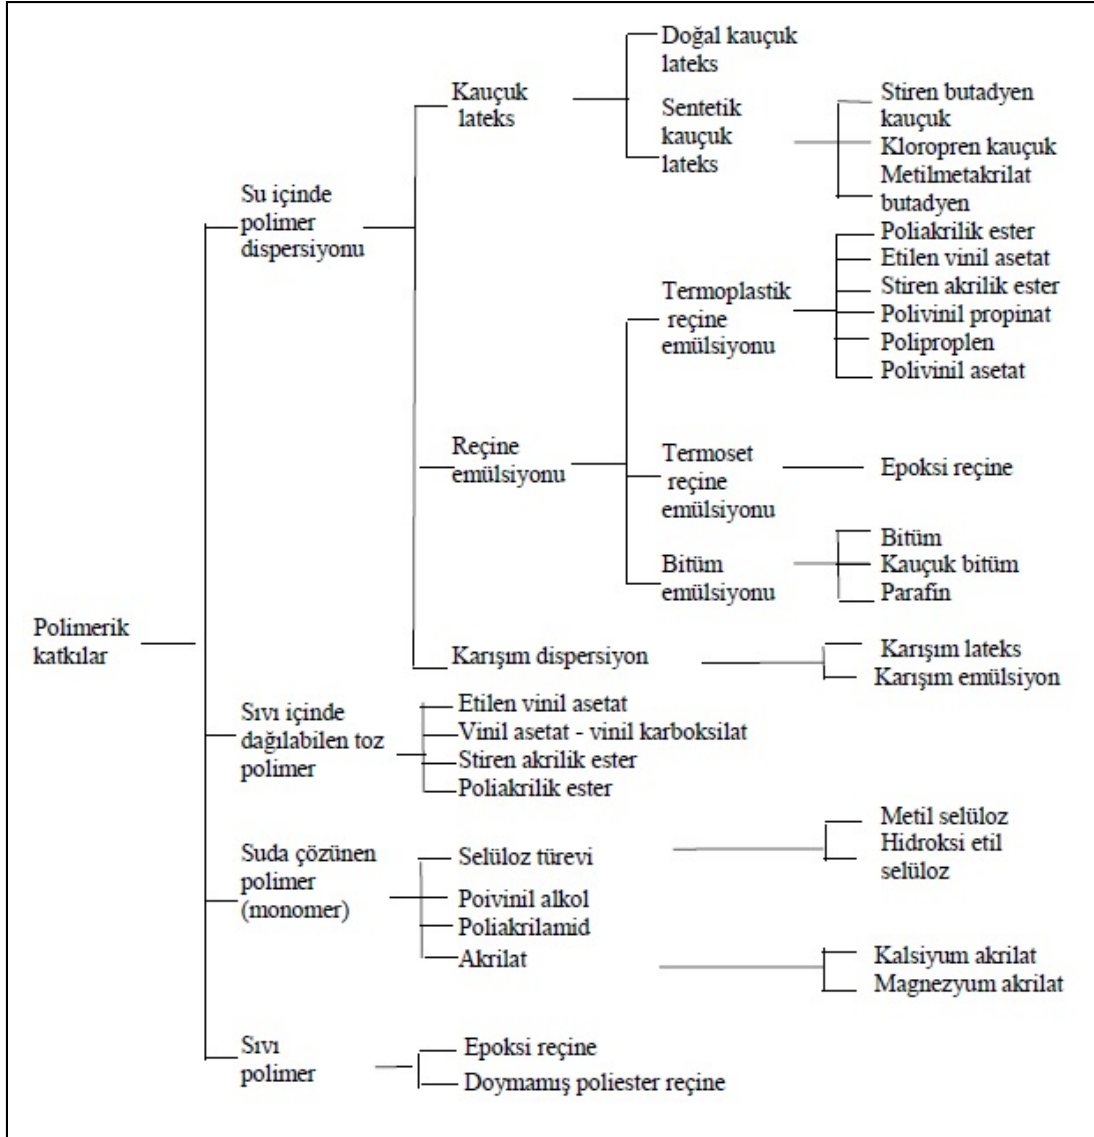 Polimerik
katkılar
Su içinde
polimer
dispersiyonu
Kauçuk
lateks
Doğal kauçuk
lateks
Sentetik
kauçuk
lateks
Stiren butadyen
kauçuk
Kloropren kauçuk
Metilmetakrilat
butadyen
Reçine
emülsiyonu
Termoplastik
reçine
emülsiyonu
Poliakrilik ester
Etilen vinil asetat
Stiren akrilik ester
Polivinil propinat
Poliproplen
Polivinil asetat
Termoset
reçine
emülsiyonu
Epoksi reçine
Bitüm
emülsiyonu
Bitüm
Kauçuk bitüm
Parafin
Karışım dispersiyon
Karışım lateks
Karışım emülsiyon
Sıvı içinde
dağılabilen toz
polimer
Etilen vinil asetat
Vinil asetat - vinil karboksilat
Stiren akrilik ester
Poliakrilik ester
Suda çözünen
polimer
(monomer)
Selüloz türevi
Metil selüloz
Hidroksi etil
selüloz
Poivinil alkol
Poliakrilamid
Akrilat
Kalsiyum akrilat
Magnezyum akrilat
Sıvı
polimer
Epoksi reçine
Doymamış poliester reçine